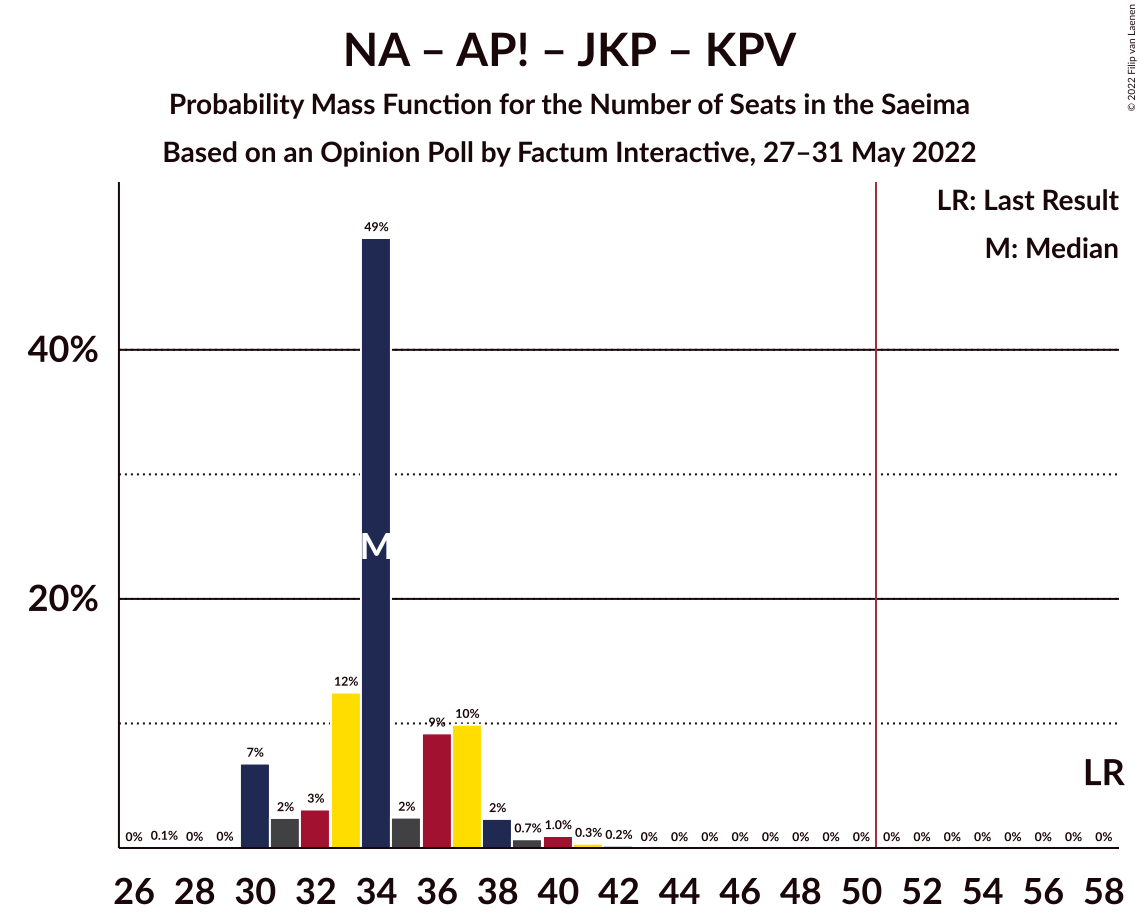 NA – AP! – JKP – KPV
Probability Mass Function for the Number of Seats in the Saeima
Based on an Opinion Poll by Factum Interactive, 27–31 May 2022
© 2022 Filip van Laenen
LR: Last Result
M: Median
49%
40%
M
20%
12%
10%
9%
7%
LR
3%
2% 2% 2%
0.7% 1.0% 0.3% 0.2%
0% 0.1% 0% 0% 0% 0% 0% 0% 0% 0% 0% 0% 0% 0% 0% 0% 0% 0% 0% 0%
26 28 30 32 34 36 38 40 42 44 46 48 50 52 54 56 58